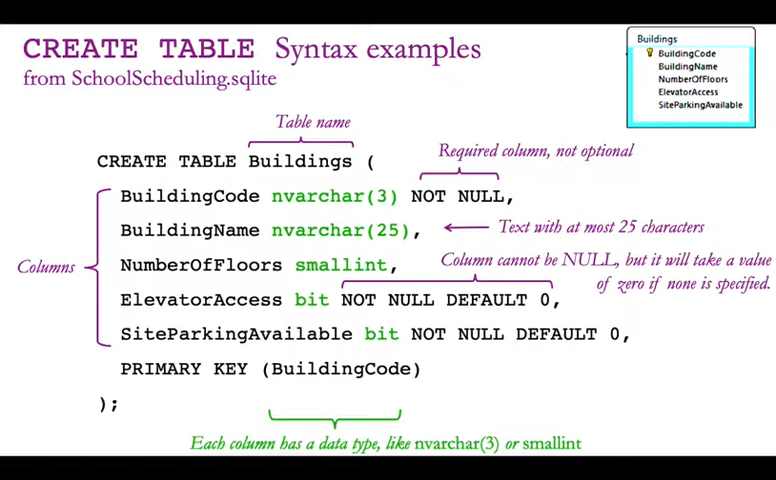 CREATE TABLE Syntax examples
from SchoolScheduling.sqlite
Buildings
BuildingCode
BuildingName
NumberOfFloors
ElevatorAccess
SiteParkingAvailable
Table name
Required column, not optional
CREATE TABLE Buildings (
BuildingCode nvarchar(3) NOT NULL,
BuildingName nvarchar(25),
Text with at most 25 characters
Columns
NumberOfFloors smallint,
Column cannot be NULL, but it will take a value
of zero if none is specified.
ElevatorAccess bit NOT NULL DEFAULT 0,
SiteParkingAvailable bit NOT NULL DEFAULT 0,
PRIMARY KEY (BuildingCode)
);
Each column has a data type, like nvarchar(3) or smallint